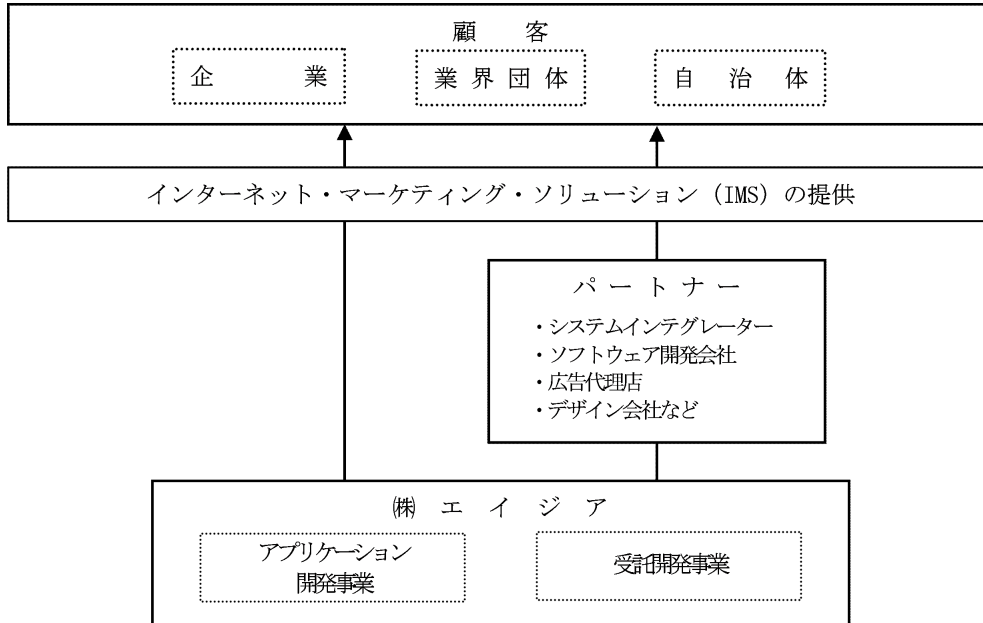 顧 客
企 業
業界団体
自 治 体
インターネット・マーケティング・ソリューション(IMS)の提供
パ ー ト ナ ー
・システムインテグレーター
・ソフトウェア開発会社
・広告代理店
・デザイン会社など
㈱ エ イ ジ ア
アプリケーション
開発事業
受託開発事業